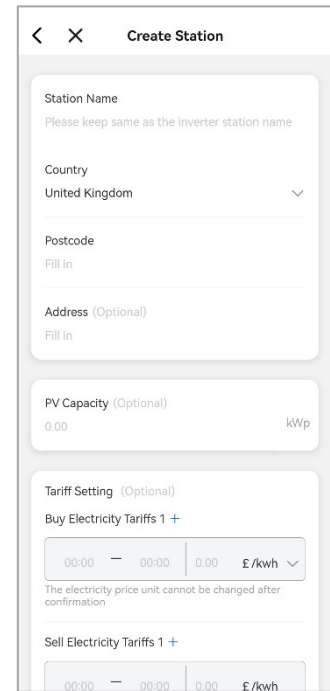 Create Station
Station Name
Please keep same as the inverter station name
Country
United Kingdom
Postcode
Fill in
Address (Optional)
Fill in
PV Capacity (Optional)
0.00 kWp
Tariff Setting (Optional)
Buy Electricity Tariffs 1 +
00:00 — 00:00 0.00 £/kwh
The electricity price unit cannot be changed after
confirmation
Sell Electricity Tariffs 1 +
00:00 — 00:00 0.00 £/kwh